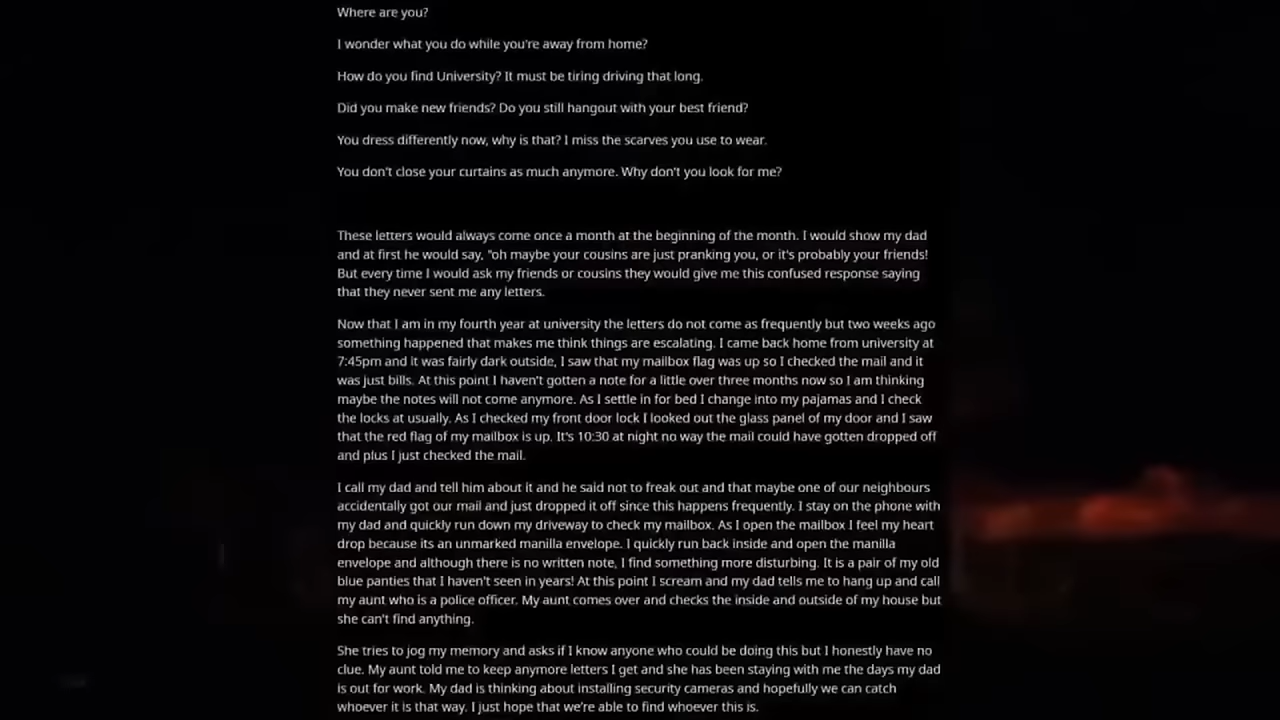 Where are you?
I wonder what you do while you're away from home?
How do you find University? It must be tiring driving that long.
Did you make new friends? Do you still hangout with your best friend?
You dress differently now, why is that? I miss the scarves you use to wear.
You don't close your curtains as much anymore. Why don't you look for me?
These letters would always come once a month at the beginning of the month. I would show my dad
and at first he would say, "oh maybe your cousins are just pranking you, or it's probably your friends!
But every time I would ask my friends or cousins they would give me this confused response saying
that they never sent me any letters.
Now that I am in my fourth year at university the letters do not come as frequently but two weeks ago
something happened that makes me think things are escalating. I came back home from university at
7:45pm and it was fairly dark outside, I saw that my mailbox flag was up so I checked the mail and it
was just bills. At this point I haven't gotten a note for a little over three months now so I am thinking
maybe the notes will not come anymore. As I settle in for bed I change into my pajamas and I check
the locks at usually. As I checked my front door lock I looked out the glass panel of my door and I saw
that the red flag of my mailbox is up. It's 10:30 at night no way the mail could have gotten dropped off
and plus I just checked the mail.
I call my dad and tell him about it and he said not to freak out and that maybe one of our neighbours
accidentally got our mail and just dropped it off since this happens frequently. I stay on the phone with
my dad and quickly run down my driveway to check my mailbox. As I open the mailbox I feel my heart
drop because its an unmarked manilla envelope. I quickly run back inside and open the manilla
envelope and although there is no written note, I find something more disturbing. It is a pair of my old
blue panties that I haven't seen in years! At this point I scream and my dad tells me to hang up and call
my aunt who is a police officer. My aunt comes over and checks the inside and outside of my house but
she can't find anything.
She tries to jog my memory and asks if I know anyone who could be doing this but I honestly have no
clue. My aunt told me to keep anymore letters I get and she has been staying with me the days my dad
is out for work. My dad is thinking about installing security cameras and hopefully we can catch
whoever it is that way. I just hope that we're able to find whoever this is.